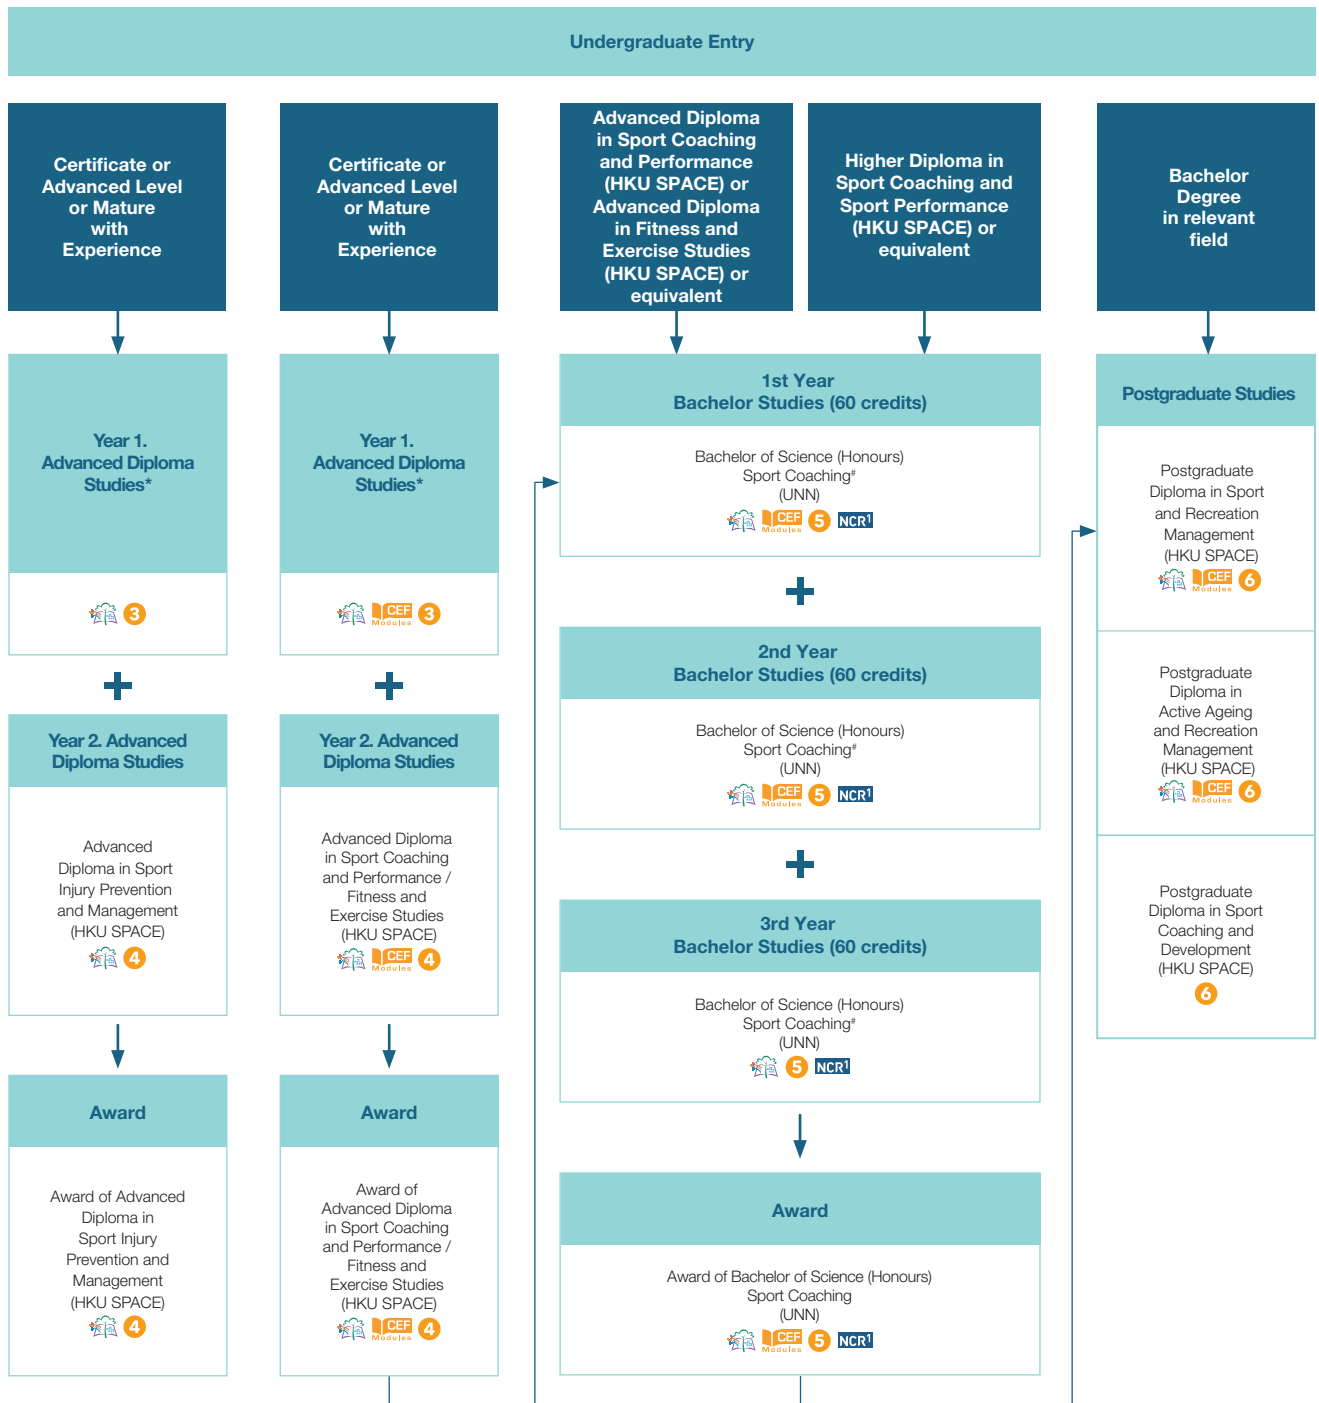 Undergraduate Entry
Certificate or
Advanced Level
or Mature
with
Experience
Certificate or
Advanced Level
or Mature
with
Experience
Advanced Diploma
in Sport Coaching
and Performance
(HKU SPACE) or
Advanced Diploma
in Fitness and
Exercise Studies
(HKU SPACE) or
equivalent
Higher Diploma in
Sport Coaching and
Sport Performance
(HKU SPACE) or
equivalent
Bachelor
Degree
in relevant
field
Year 1.
Advanced Diploma
Studies*
3
Year 2. Advanced
Diploma Studies
Advanced
Diploma in Sport
Injury Prevention
and Management
(HKU SPACE)
4
Award
Award of Advanced
Diploma in
Sport Injury
Prevention and
Management
(HKU SPACE)
4
Year 1.
Advanced Diploma
Studies*
CEF
Modules
3
Year 2. Advanced
Diploma Studies
Advanced Diploma
in Sport Coaching
and Performance /
Fitness and
Exercise Studies
(HKU SPACE)
CEF
Modules
4
Award
Award of
Advanced Diploma
in Sport Coaching
and Performance /
Fitness and
Exercise Studies
(HKU SPACE)
CEF
Modules
4
1st Year
Bachelor Studies (60 credits)
Bachelor of Science (Honours)
Sport Coaching#
(UNN)
CEF
Modules
5 NCR1
2nd Year
Bachelor Studies (60 credits)
Bachelor of Science (Honours)
Sport Coaching#
(UNN)
CEF
Modules
5 NCR1
3rd Year
Bachelor Studies (60 credits)
Bachelor of Science (Honours)
Sport Coaching#
(UNN)
5 NCR1
Award
Award of Bachelor of Science (Honours)
Sport Coaching
(UNN)
CEF
Modules
5 NCR1
Postgraduate Studies
Postgraduate
Diploma in Sport
and Recreation
Management
(HKU SPACE)
CEF
Modules
6
Postgraduate
Diploma in
Active Ageing
and Recreation
Management
(HKU SPACE)
CEF
Modules
6
Postgraduate
Diploma in Sport
Coaching and
Development
(HKU SPACE)
6